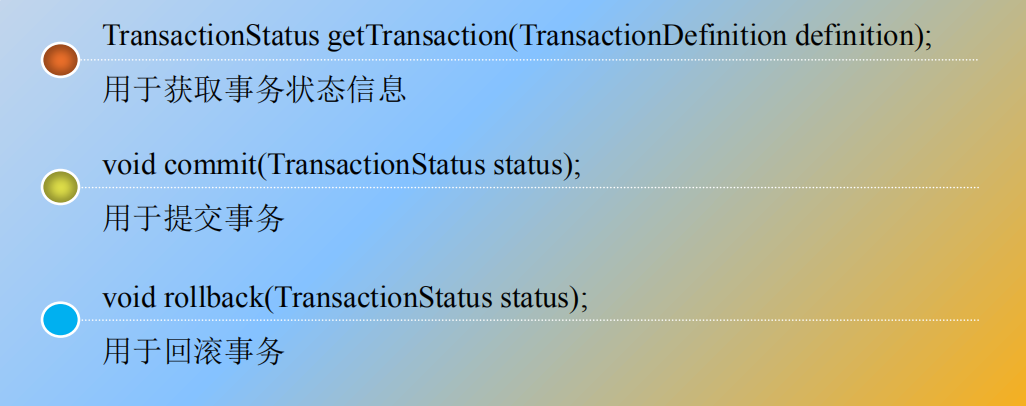 TransactionStatus getTransaction(TransactionDefinition definition);
用于获取事务状态信息
void commit(TransactionStatus status);
用于提交事务
void rollback(TransactionStatus status);
用于回滚事务